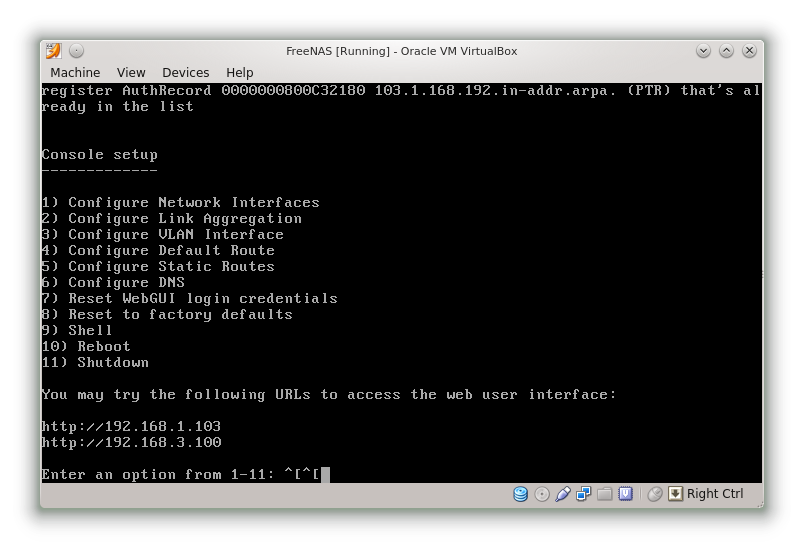 FreeNAS [Running] - Oracle VM VirtualBox
Machine View Devices Help
register AuthRecord 0000000800C32180 103.1.168.192.in-addr.arpa. (PTR) that's al
ready in the list
Console setup
-------------
1) Configure Network Interfaces
2) Configure Link Aggregation
3) Configure VLAN Interface
4) Configure Default Route
5) Configure Static Routes
6) Configure DNS
7) Reset WebGUI login credentials
8) Reset to factory defaults
9) Shell
10) Reboot
11) Shutdown
You may try the following URLs to access the web user interface:
http://192.168.1.103
http://192.168.3.100
Enter an option from 1-11: ^[^[
Right Ctrl